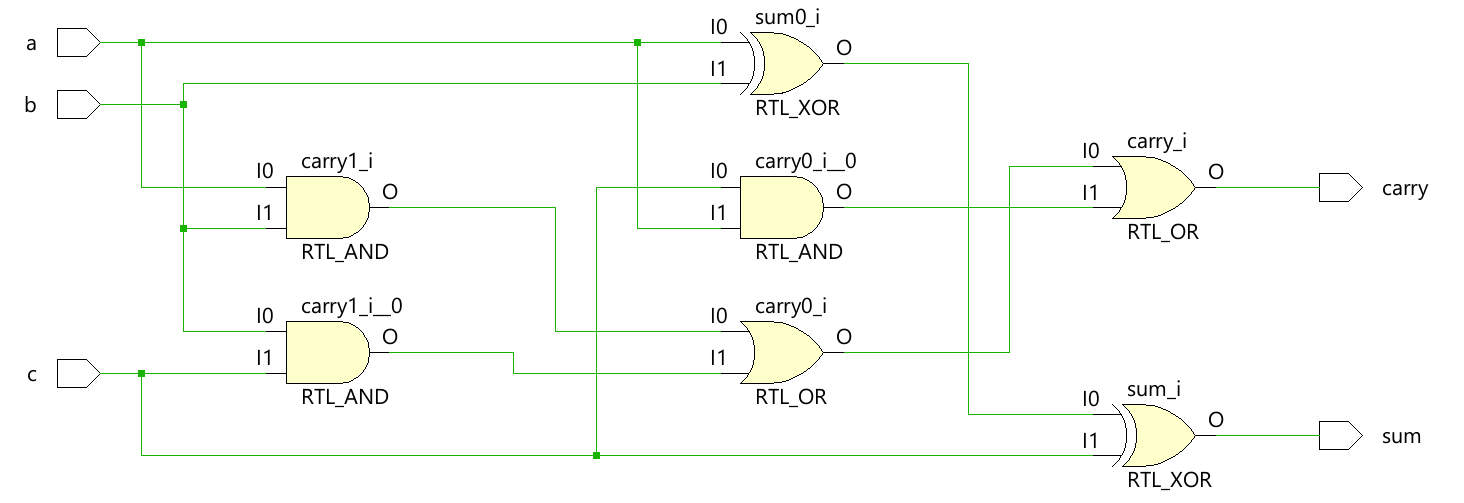 sum0_i
I0
a
O
I1
b
RTL_XOR
carry1_i
carry0_i__0
carry_i
I0
I0
I0
O
O
O
carry
I1
I1
I1
RTL_AND
RTL_AND
RTL_OR
carry1_i__0
carry0_i
I0
I0
O
O
I1
I1
c
RTL_AND
RTL_OR
sum_i
I0
O
sum
I1
RTL_XOR